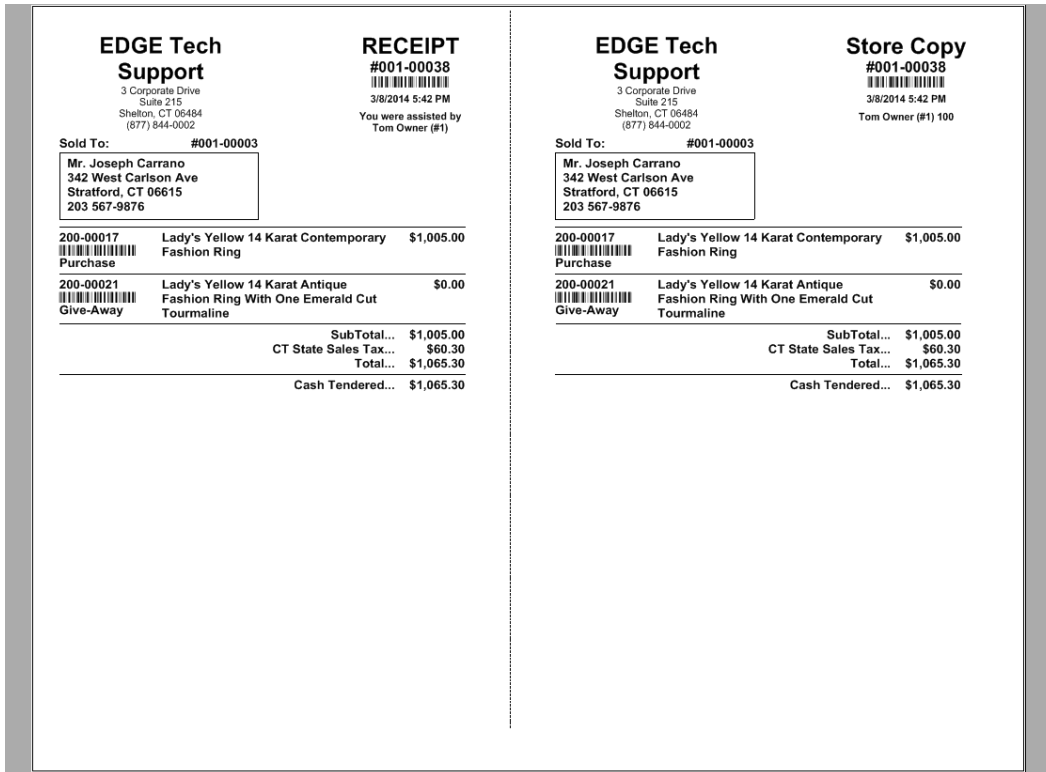 EDGE Tech
Support
3 Corporate Drive
Suite 215
Shelton, CT 06484
(877) 844-0002
RECEIPT
#001-00038
3/8/2014 5:42 PM
You were assisted by
Tom Owner (#1)
Sold To: #001-00003
Mr. Joseph Carrano
342 West Carlson Ave
Stratford, CT 06615
203 567-9876
200-00017 Lady's Yellow 14 Karat Contemporary $1,005.00
Fashion Ring
Purchase
200-00021 Lady's Yellow 14 Karat Antique $0.00
Fashion Ring With One Emerald Cut
Give-Away Tourmaline
SubTotal... $1,005.00
CT State Sales Tax... $60.30
Total... $1,065.30
Cash Tendered... $1,065.30
EDGE Tech
Support
3 Corporate Drive
Suite 215
Shelton, CT 06484
(877) 844-0002
Store Copy
#001-00038
3/8/2014 5:42 PM
Tom Owner (#1) 100
Sold To: #001-00003
Mr. Joseph Carrano
342 West Carlson Ave
Stratford, CT 06615
203 567-9876
200-00017 Lady's Yellow 14 Karat Contemporary $1,005.00
Fashion Ring
Purchase
200-00021 Lady's Yellow 14 Karat Antique $0.00
Fashion Ring With One Emerald Cut
Give-Away Tourmaline
SubTotal... $1,005.00
CT State Sales Tax... $60.30
Total... $1,065.30
Cash Tendered... $1,065.30